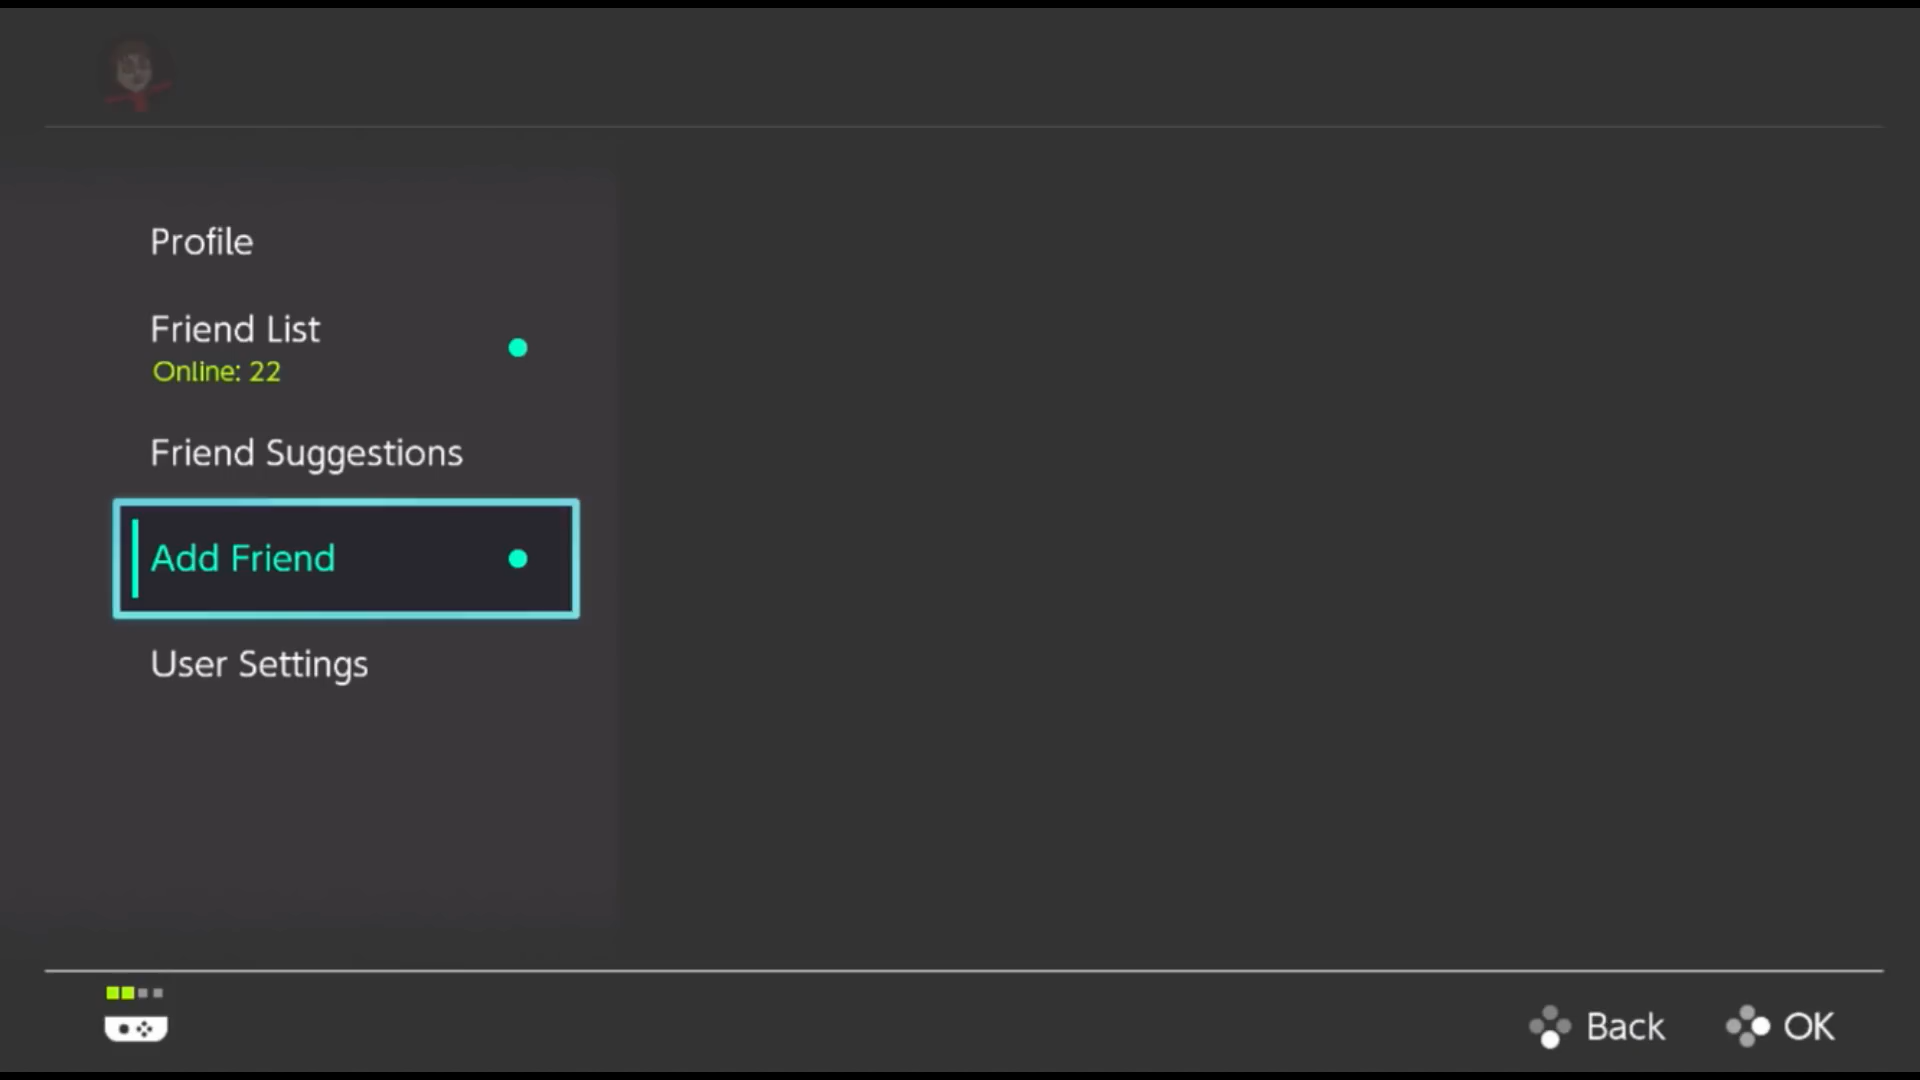 Profile
Friend List
Online: 22
Friend Suggestions
Add Friend
User Settings
Back
OK